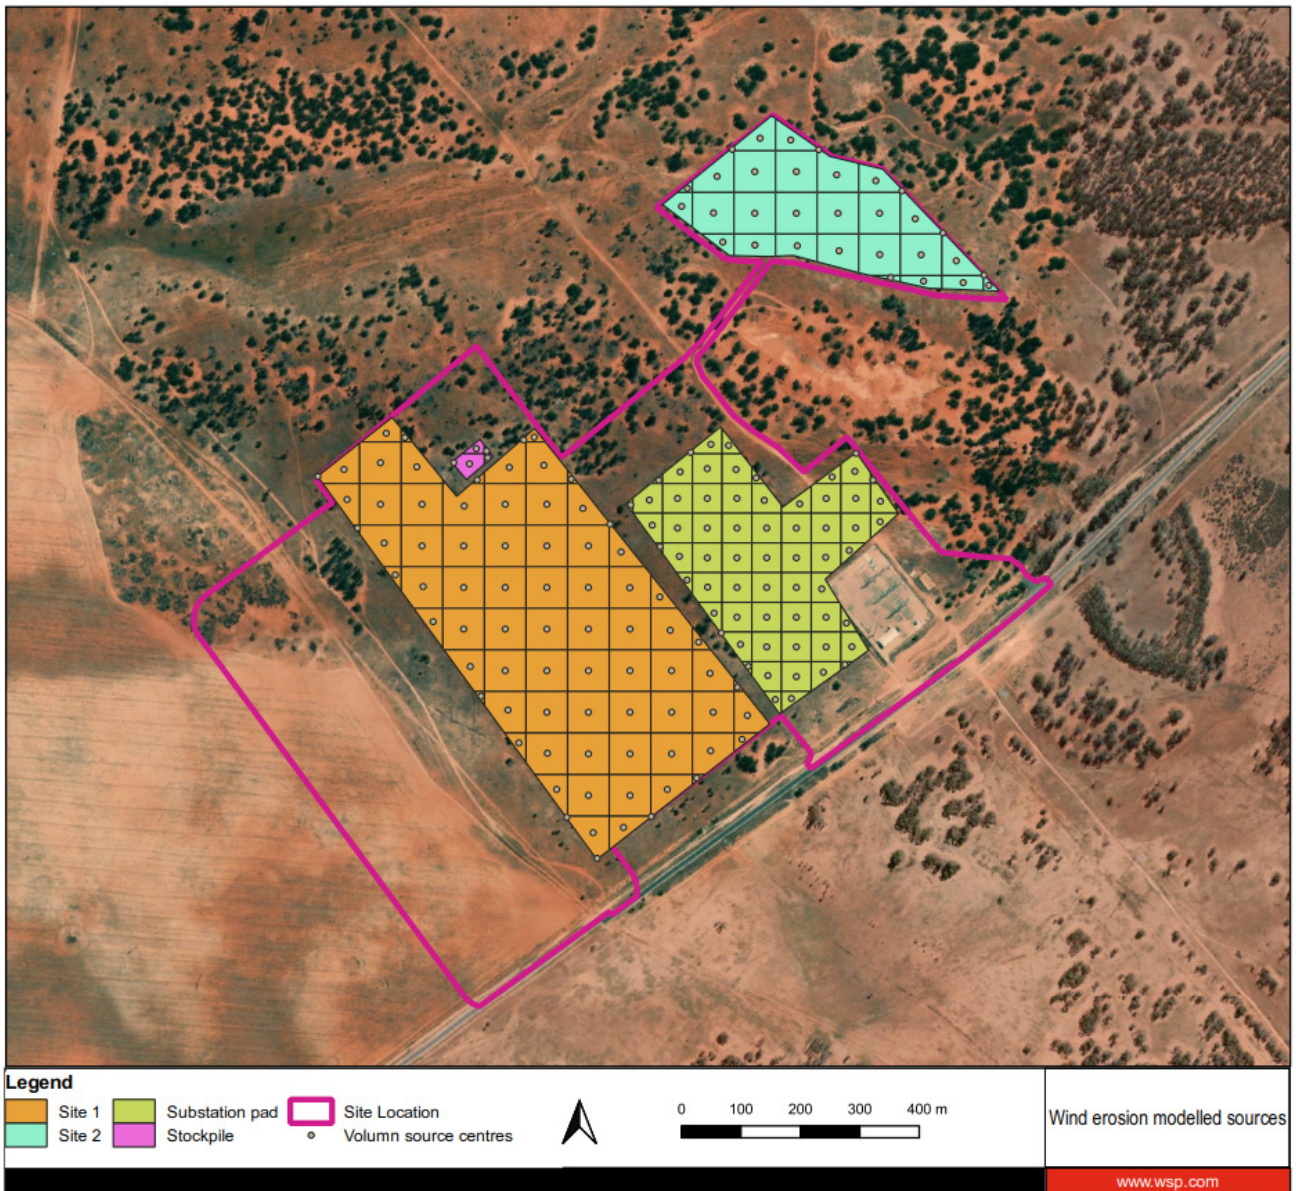 Legend
Site 1
Substation pad
Site Location
Site 2
Stockpile
Volumn source centres
0 100 200 300 400 m
Wind erosion modelled sources
www.wsp.com